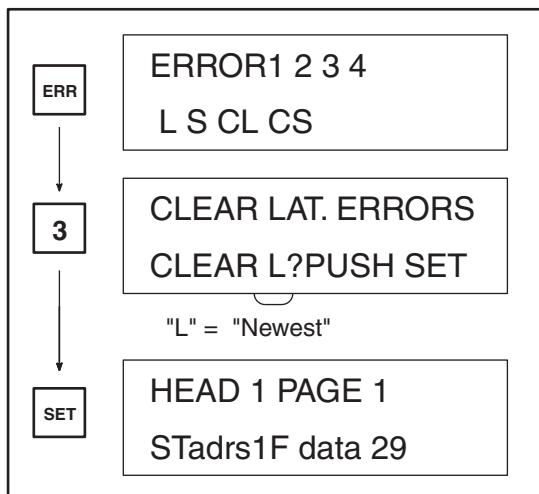 ERR
ERROR1 2 3 4
L S CL CS
3
CLEAR LAT. ERRORS
CLEAR L?PUSH SET
"L" = "Newest"
SET
HEAD 1 PAGE 1
STadrs1F data 29